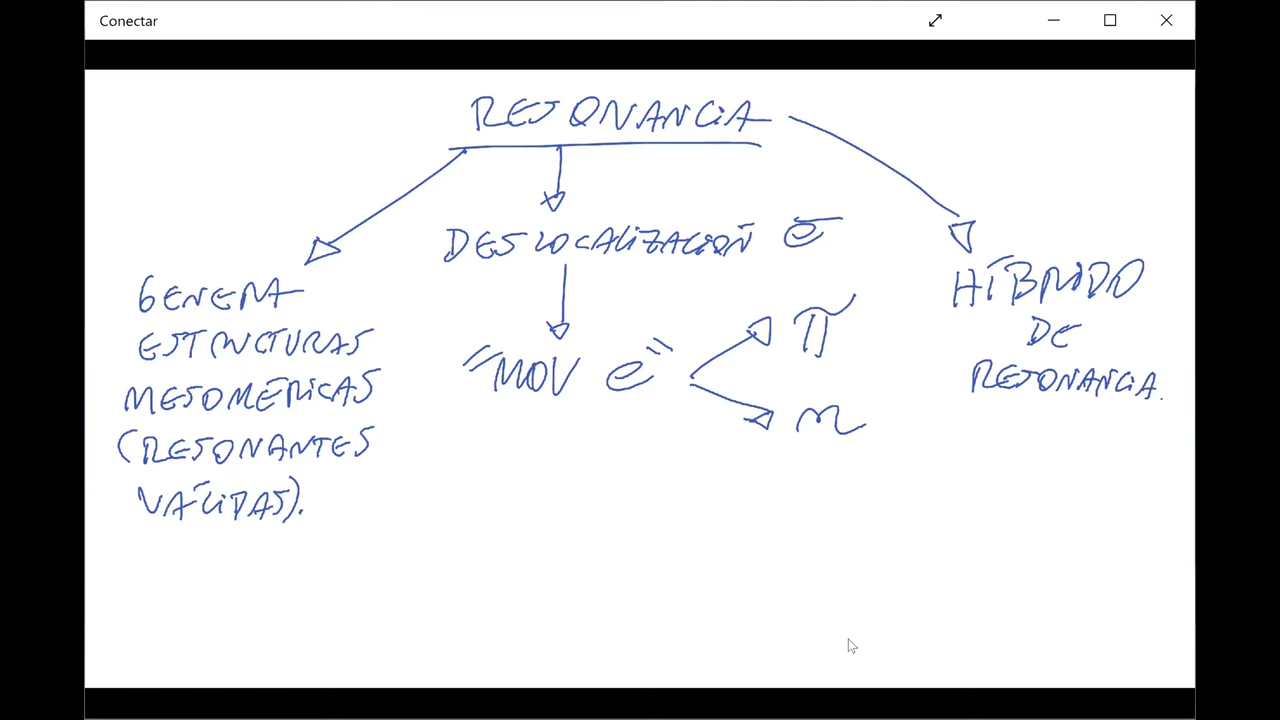 Conectar
RESONANCIA
DESLOCALIZACIÓN e̅
GENERA
ESTRUCTURAS
MESOMÉRICAS
(RESONANTES
VÁLIDAS).
"MOV e"
π
n
HÍBRIDO
DE
RESONANCIA.